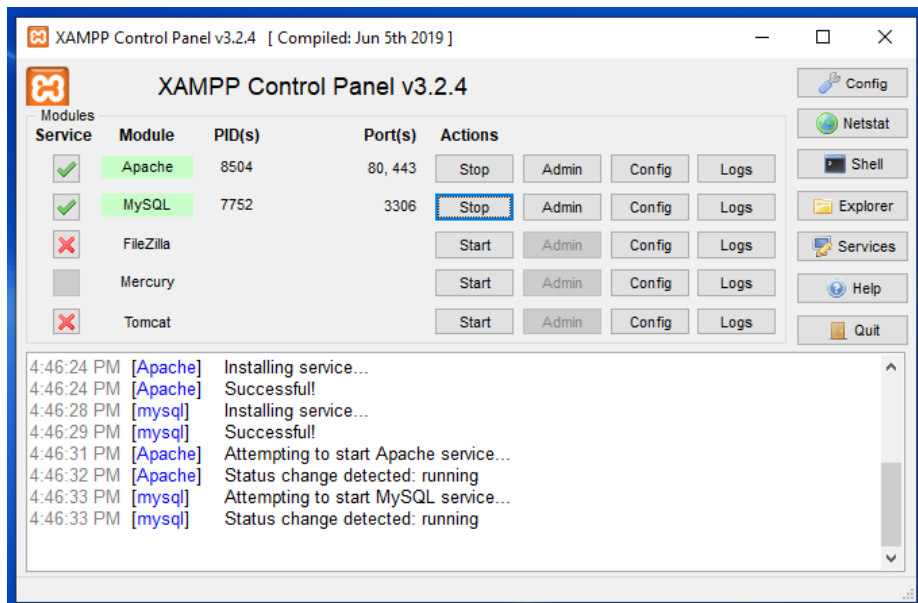 XAMPP Control Panel v3.2.4 [ Compiled: Jun 5th 2019 ]
XAMPP Control Panel v3.2.4
Config
Modules
Netstat
Service Module PID(s) Port(s) Actions
Apache 8504 80, 443 Stop Admin Config Logs
Shell
MySQL 7752 3306 Stop Admin Config Logs
Explorer
FileZilla Start Admin Config Logs
Services
Mercury Start Admin Config Logs
Help
Tomcat Start Admin Config Logs
Quit
4:46:24 PM [Apache] Installing service...
4:46:24 PM [Apache] Successful!
4:46:28 PM [mysql] Installing service...
4:46:29 PM [mysql] Successful!
4:46:31 PM [Apache] Attempting to start Apache service...
4:46:32 PM [Apache] Status change detected: running
4:46:33 PM [mysql] Attempting to start MySQL service...
4:46:33 PM [mysql] Status change detected: running